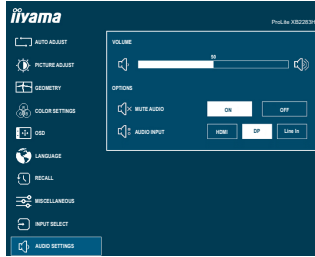 iiyama
ProLite XB2283H
AUTO ADJUST
PICTURE ADJUST
GEOMETRY
COLOR SETTINGS
OSD
LANGUAGE
RECALL
MISCELLANEOUS
INPUT SELECT
AUDIO SETTINGS
VOLUME
50
OPTIONS
MUTE AUDIO ON OFF
AUDIO INPUT HDMI DP Line In